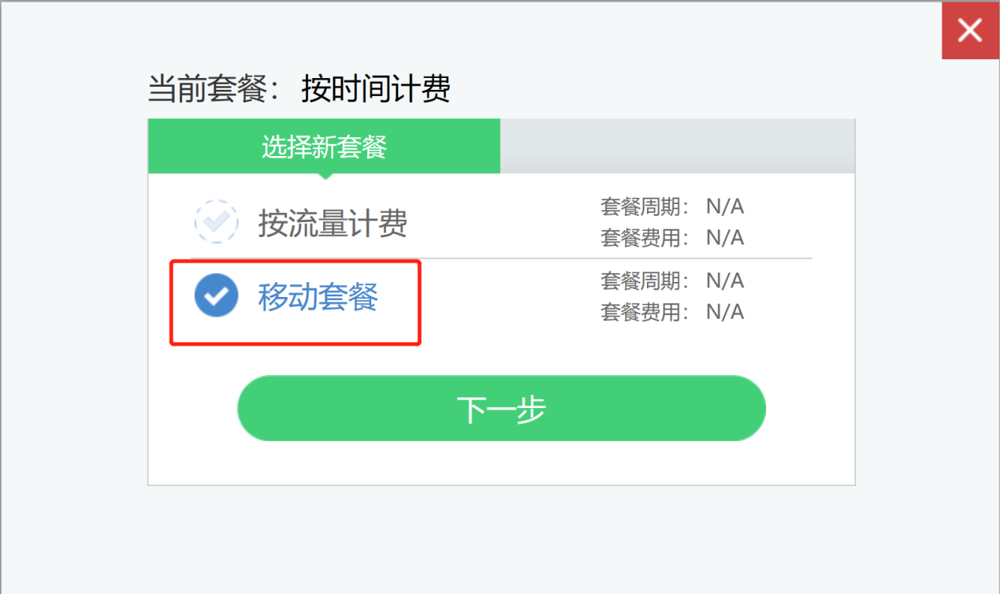 当前套餐： 按时间计费
选择新套餐
按流量计费
套餐周期： N/A
套餐费用： N/A
移动套餐
套餐周期： N/A
套餐费用： N/A
下一步